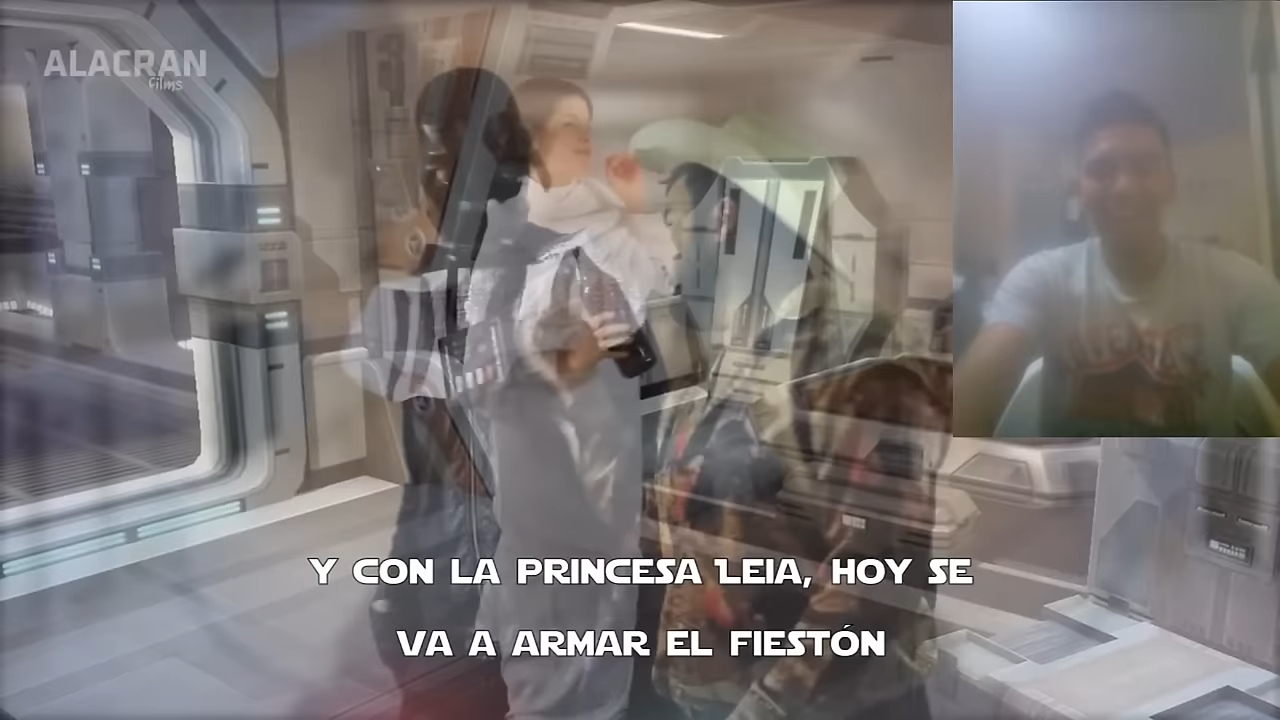 ALACRAN
films
Y CON LA PRINCESA LEIA, HOY SE
VA A ARMAR EL FIESTÓN